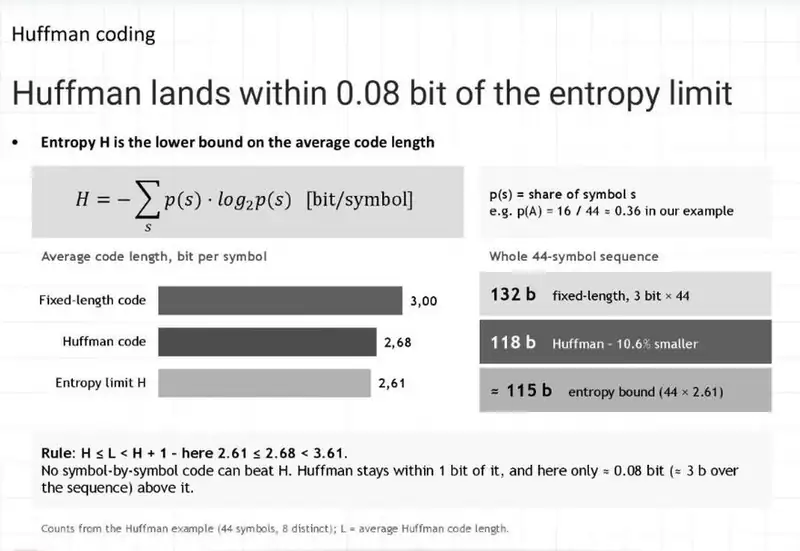 Huffman coding
Huffman lands within 0.08 bit of the entropy limit
• Entropy H is the lower bound on the average code length
H = −∑ p(s) · log₂p(s) [bit/symbol]
s
p(s) = share of symbol s
e.g. p(A) = 16 / 44 ≈ 0.36 in our example
Average code length, bit per symbol
Fixed-length code 3,00
Huffman code 2,68
Entropy limit H 2,61
Whole 44-symbol sequence
132 b fixed-length, 3 bit × 44
118 b Huffman - 10.6% smaller
≈ 115 b entropy bound (44 × 2.61)
Rule: H ≤ L < H + 1 - here 2.61 ≤ 2.68 < 3.61.
No symbol-by-symbol code can beat H. Huffman stays within 1 bit of it, and here only ≈ 0.08 bit (≈ 3 b over
the sequence) above it.
Counts from the Huffman example (44 symbols, 8 distinct); L = average Huffman code length.